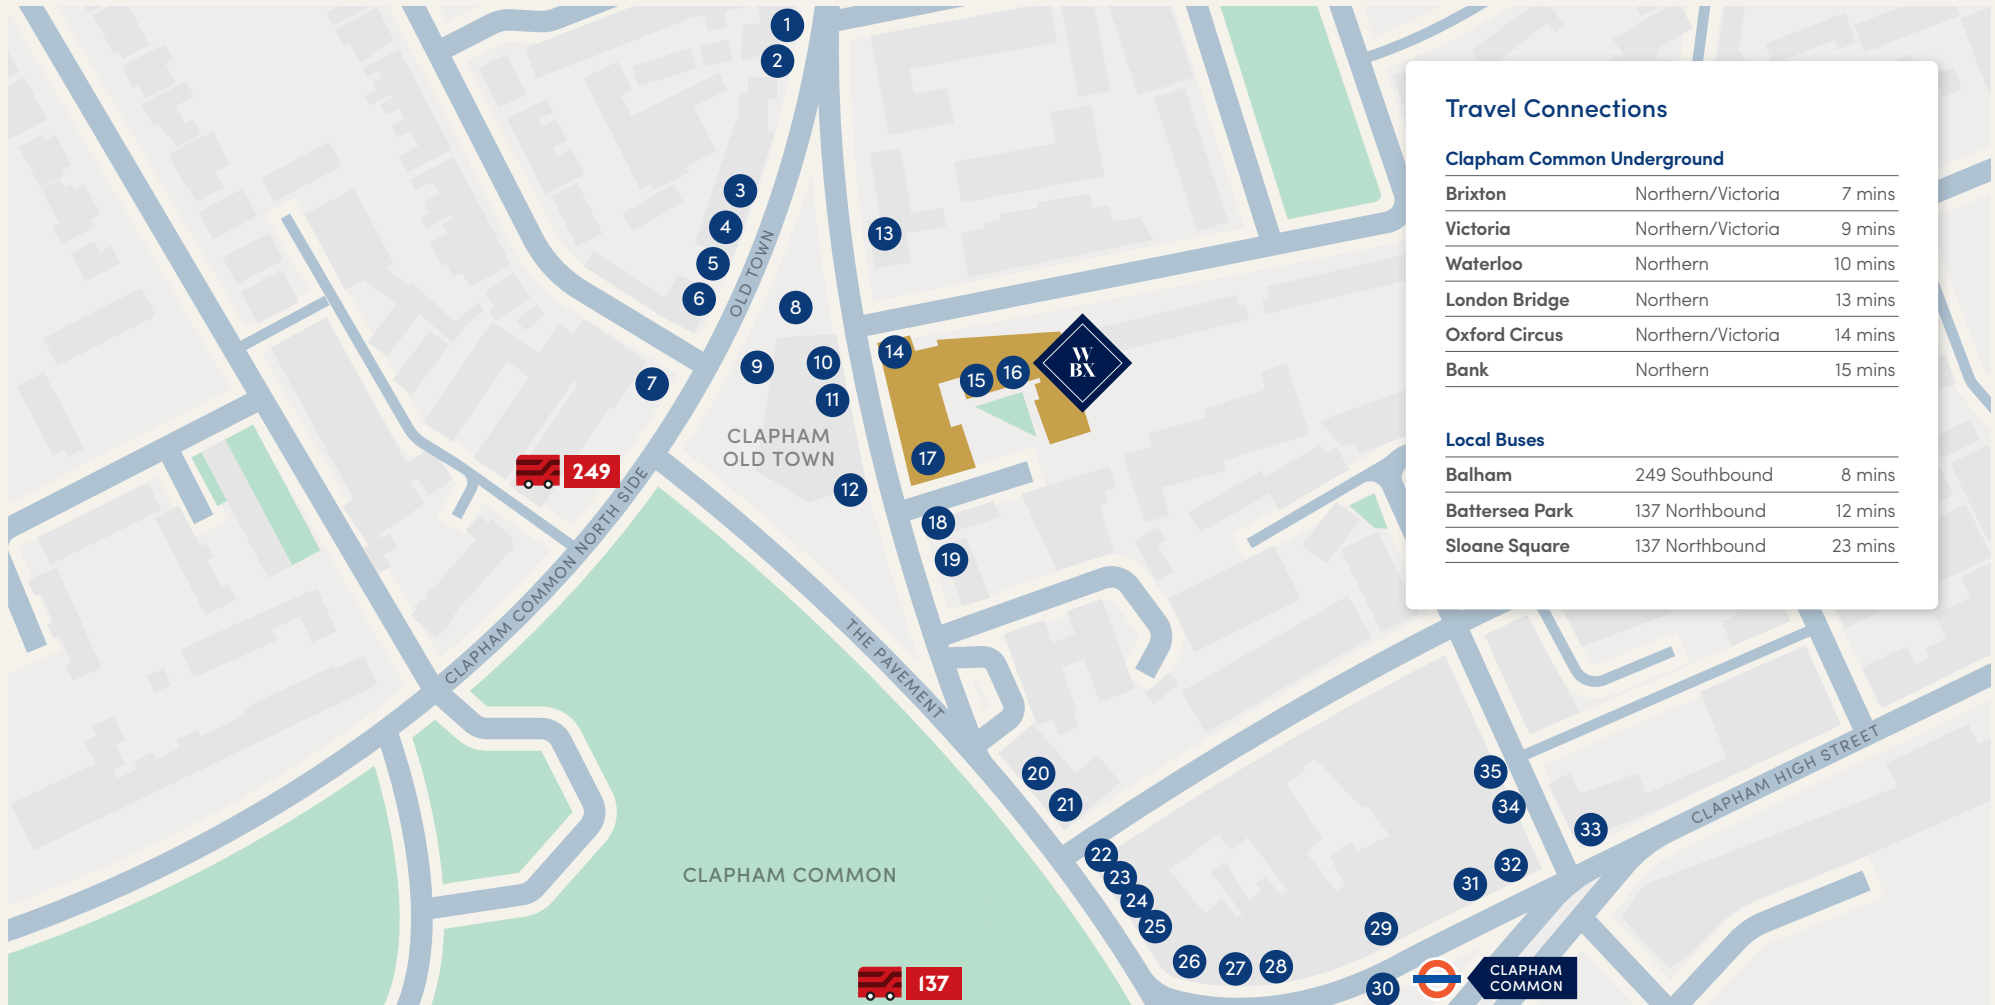 1
2
3
4
5
6
OLD TOWN
13
8
7
9
10
11
14
15
16
W
BX
17
CLAPHAM
OLD TOWN
12
249
18
19
CLAPHAM COMMON NORTH SIDE
THE PAVEMENT
CLAPHAM COMMON
20
21
22
23
24
25
26
27
28
29
30
31
32
33
34
35
CLAPHAM HIGH STREET
137
CLAPHAM
COMMON
Travel Connections
Clapham Common Underground
Brixton Northern/Victoria 7 mins
Victoria Northern/Victoria 9 mins
Waterloo Northern 10 mins
London Bridge Northern 13 mins
Oxford Circus Northern/Victoria 14 mins
Bank Northern 15 mins
Local Buses
Balham 249 Southbound 8 mins
Battersea Park 137 Northbound 12 mins
Sloane Square 137 Northbound 23 mins